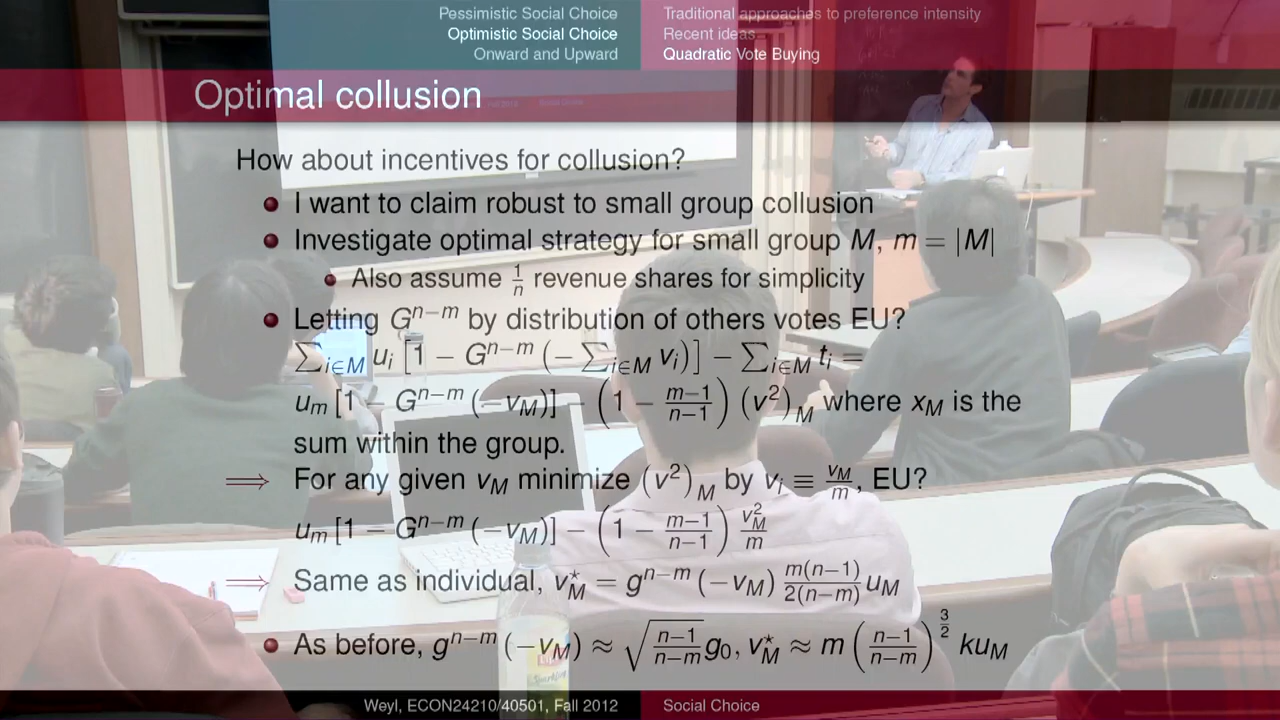 Pessimistic Social Choice
Optimistic Social Choice
Onward and Upward
Traditional approaches to preference intensity
Recent ideas
Quadratic Vote Buying
Optimal collusion
How about incentives for collusion?
I want to claim robust to small group collusion
Investigate optimal strategy for small group M, m = |M|
Also assume 1/n revenue shares for simplicity
Letting G^{n−m} by distribution of others votes EU?
∑_{i∈M} u_i [1 − G^{n−m} (−∑_{i∈M} v_i)] − ∑_{i∈M} t_i =
u_m [1 − G^{n−m} (−v_M)] − (1 − (m−1)/(n−1)) (v^2)_M where x_M is the
sum within the group.
⟹ For any given v_M minimize (v^2)_M by v_i ≡ v_M/m, EU?
u_m [1 − G^{n−m} (−v_M)] − (1 − (m−1)/(n−1)) v_M^2/m
⟹ Same as individual, v_M^⋆ = g^{n−m} (−v_M) m(n−1)/2(n−m) u_M
As before, g^{n−m} (−v_M) ≈ √((n−1)/(n−m)) g_0, v_M^⋆ ≈ m ((n−1)/(n−m))^{3/2} ku_M
Weyl, ECON24210/40501, Fall 2012
Social Choice